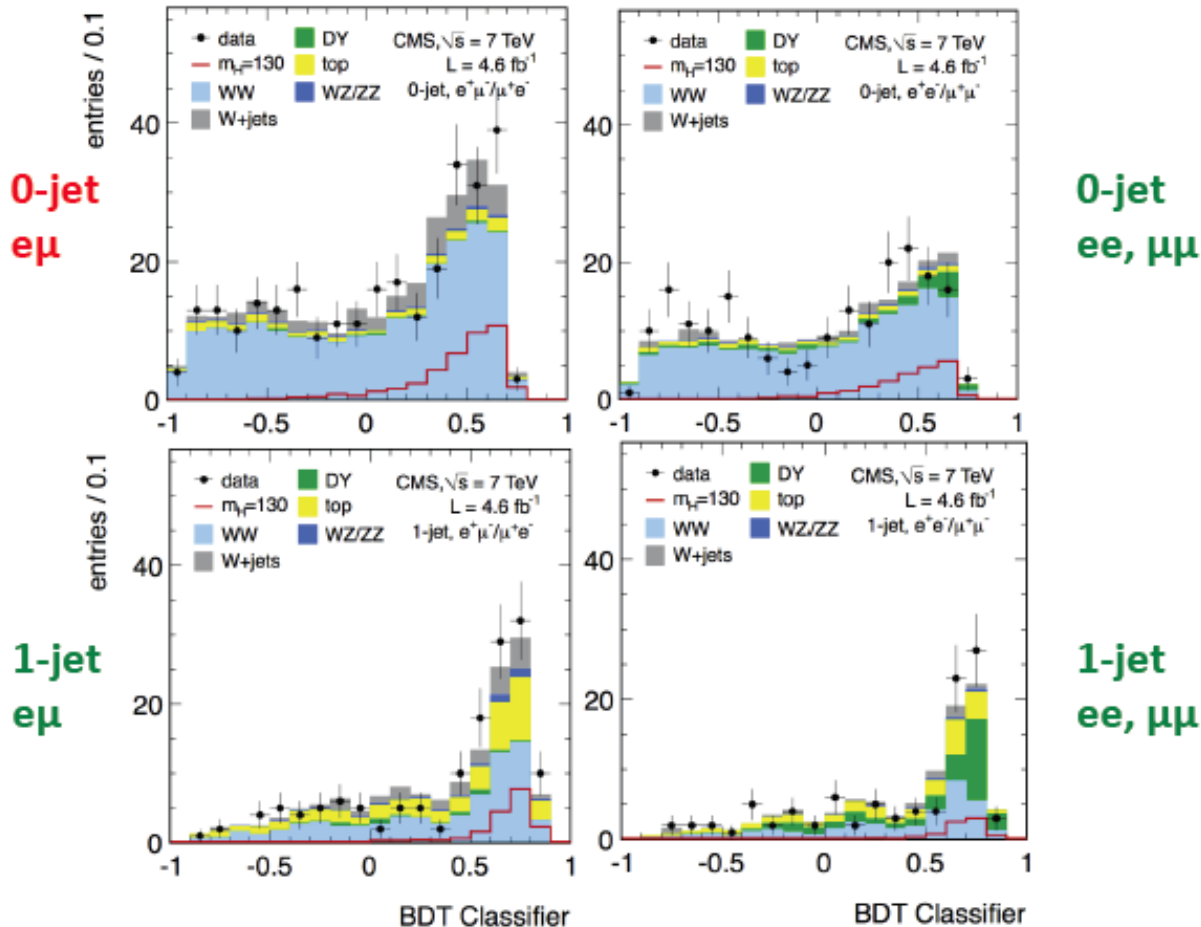 entries / 0.1
40
20
0
-1 -0.5 0 0.5 1
data
m_H=130
WW
W+jets
DY
top
WZ/ZZ
CMS, √s = 7 TeV
L = 4.6 fb⁻¹
0-jet, e⁺μ⁻/μ⁺e⁻
0-jet
eμ
40
20
0
-1 -0.5 0 0.5 1
data
m_H=130
WW
W+jets
DY
top
WZ/ZZ
CMS, √s = 7 TeV
L = 4.6 fb⁻¹
0-jet, e⁺e⁻/μ⁺μ⁻
0-jet
ee, μμ
entries / 0.1
40
20
0
-1 -0.5 0 0.5 1
BDT Classifier
data
m_H=130
WW
W+jets
DY
top
WZ/ZZ
CMS, √s = 7 TeV
L = 4.6 fb⁻¹
1-jet, e⁺μ⁻/μ⁺e⁻
1-jet
eμ
40
20
0
-1 -0.5 0 0.5 1
BDT Classifier
data
m_H=130
WW
W+jets
DY
top
WZ/ZZ
CMS, √s = 7 TeV
L = 4.6 fb⁻¹
1-jet, e⁺e⁻/μ⁺μ⁻
1-jet
ee, μμ